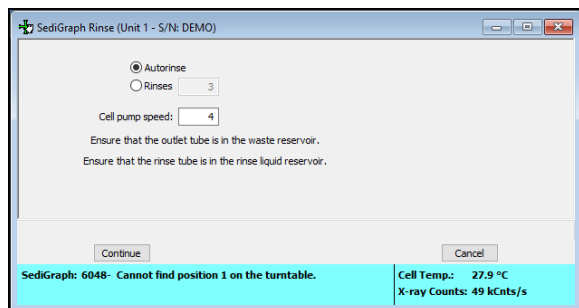 SediGraph Rinse (Unit 1 - S/N: DEMO)
Autorinse
Rinses 3
Cell pump speed: 4
Ensure that the outlet tube is in the waste reservoir.
Ensure that the rinse tube is in the rinse liquid reservoir.
Continue Cancel
SediGraph: 6048- Cannot find position 1 on the turntable. Cell Temp.: 27.9 °C
X-ray Counts: 49 kCnts/s